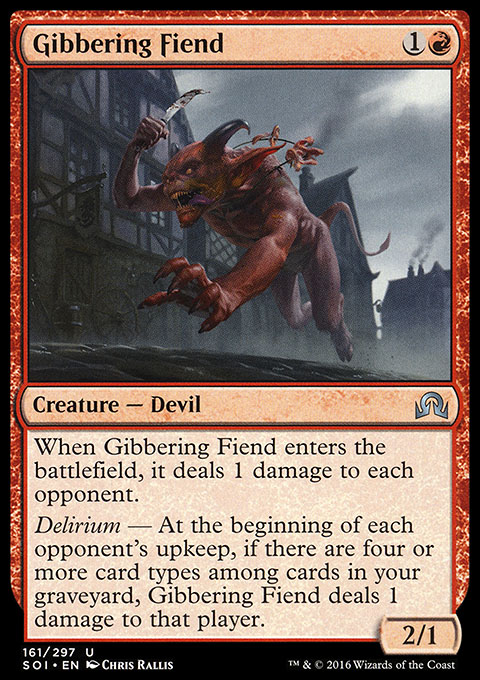 Gibbering Fiend 1
Creature — Devil
When Gibbering Fiend enters the
battlefield, it deals 1 damage to each
opponent.
Delirium — At the beginning of each
opponent's upkeep, if there are four or
more card types among cards in your
graveyard, Gibbering Fiend deals 1
damage to that player.
2/1
161/297 U
SOI • EN Chris Rallis
™ & © 2016 Wizards of the Coast